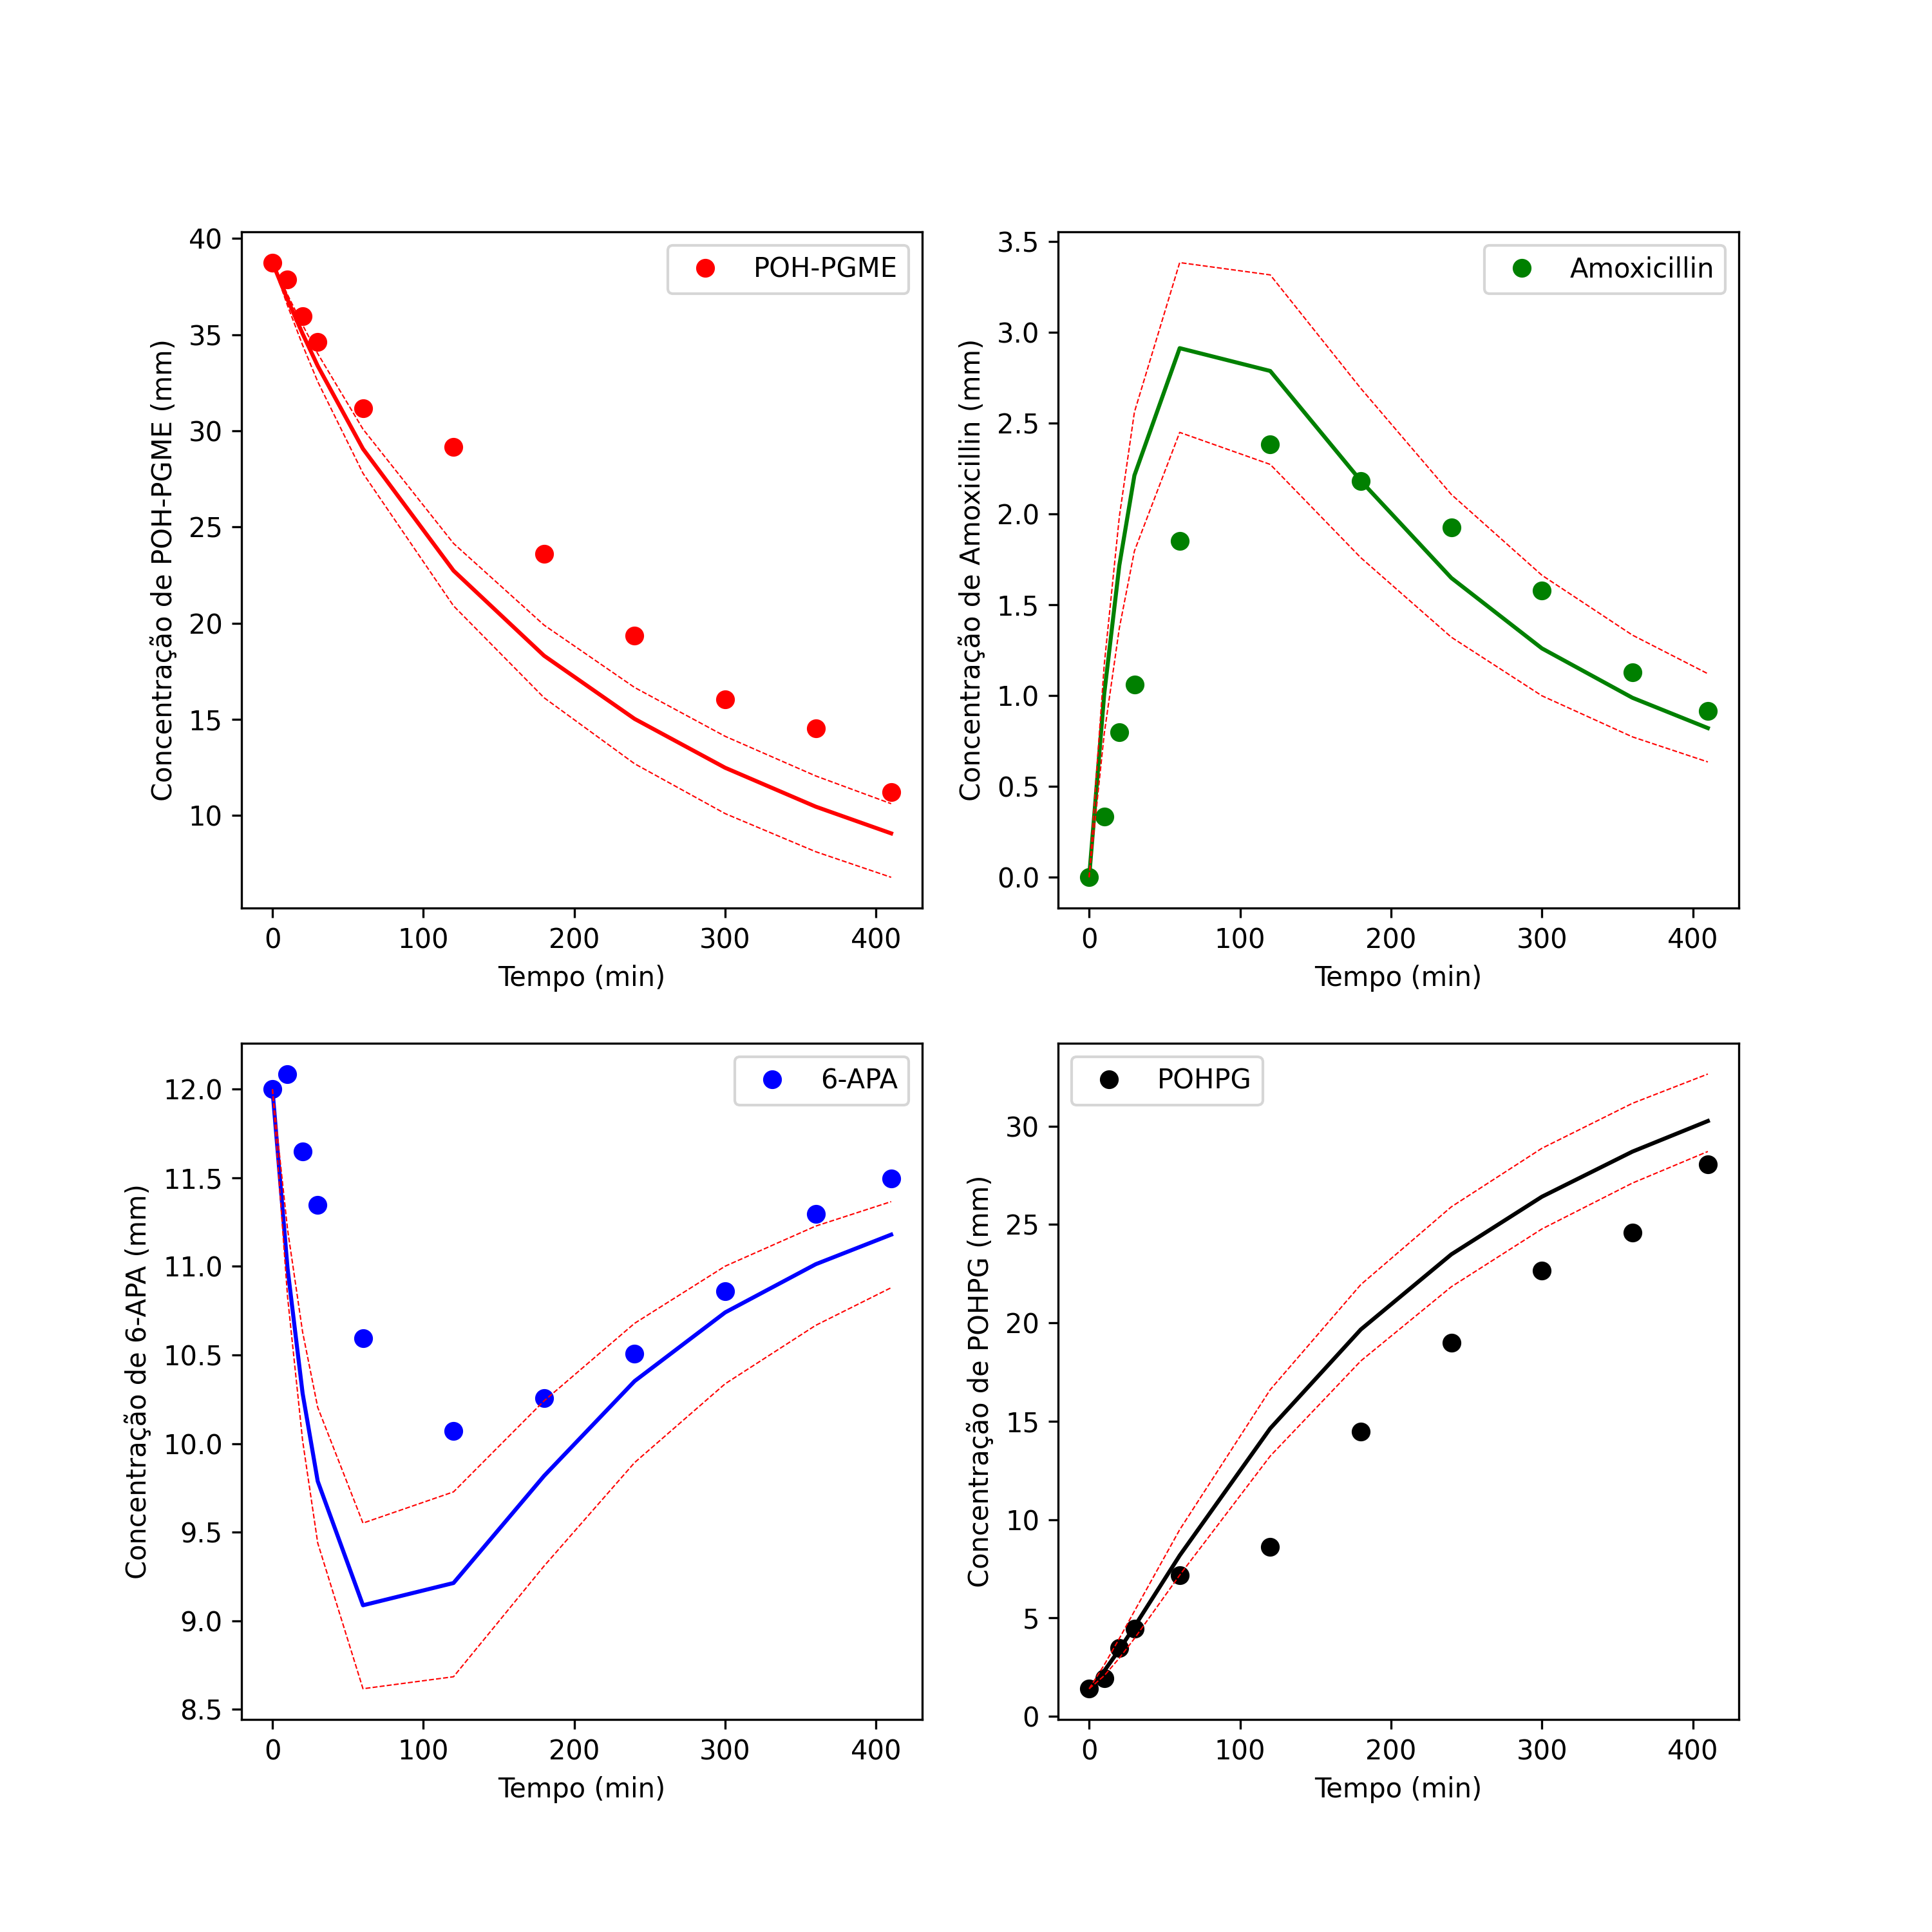 POH-PGME
Concentração de POH-PGME (mm)
40
35
30
25
20
15
10
0 100 200 300 400
Tempo (min)
Amoxicillin
Concentração de Amoxicillin (mm)
3.5
3.0
2.5
2.0
1.5
1.0
0.5
0.0
0 100 200 300 400
Tempo (min)
6-APA
Concentração de 6-APA (mm)
12.0
11.5
11.0
10.5
10.0
9.5
9.0
8.5
0 100 200 300 400
Tempo (min)
POHPG
Concentração de POHPG (mm)
30
25
20
15
10
5
0
0 100 200 300 400
Tempo (min)